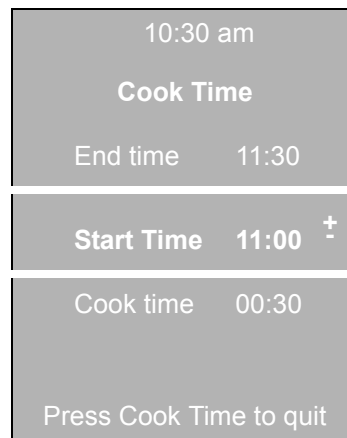 10:30 am
Cook Time
End time 11:30
Start Time 11:00 +
-
Cook time 00:30
Press Cook Time to quit